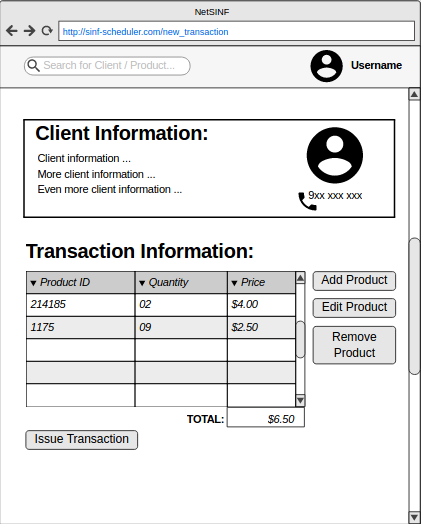 NetSINF
http://sinf-scheduler.com/new_transaction
Search for Client / Product...
Username
Client Information:
Client information ...
More client information ...
Even more client information ...
9xx xxx xxx
Transaction Information:
Product ID Quantity Price
214185 02 $4.00
1175 09 $2.50
Add Product
Edit Product
Remove
Product
TOTAL: $6.50
Issue Transaction